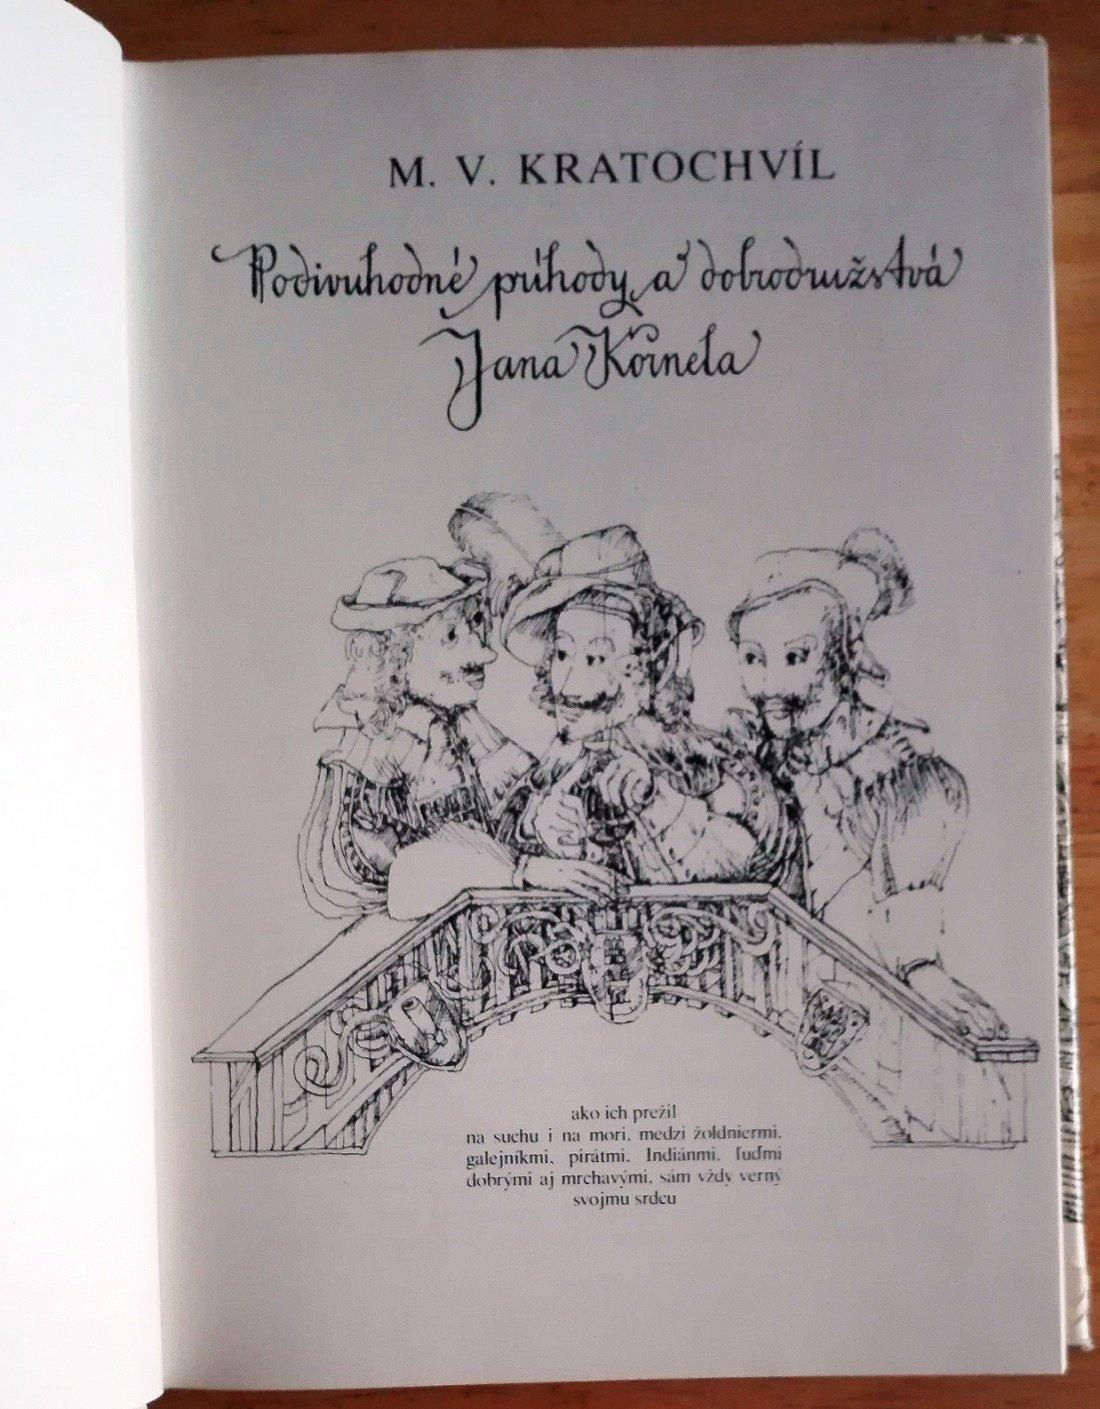 M. V. KRATOCHVÍL
Podivuhodné príhody a dobrodružstvá
Jana Kornela
ako ich prežil
na suchu i na mori, medzi žoldniermi,
galejníkmi, pirátmi, Indiánmi, ľuďmi
dobrými aj mrchavými, sám vždy verný
svojmu srdcu